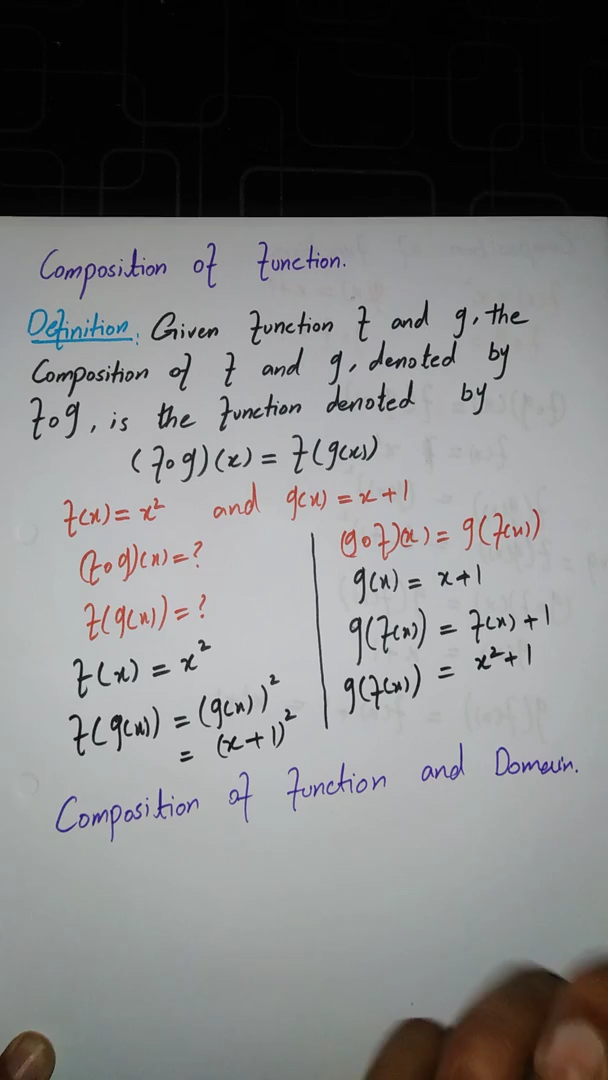 Composition of function.
Definition: Given function f and g, the
Composition of f and g, denoted by
fog, is the function denoted by
(fog)(x) = f(g(x))
f(x) = x² and g(x) = x+1
(fog)(x) = ?
f(g(x)) = ?
f(x) = x²
f(g(x)) = (g(x))²
= (x+1)²
(gof)(x) = g(f(x))
g(x) = x+1
g(f(x)) = f(x)+1
g(f(x)) = x²+1
Composition of function and Domain.